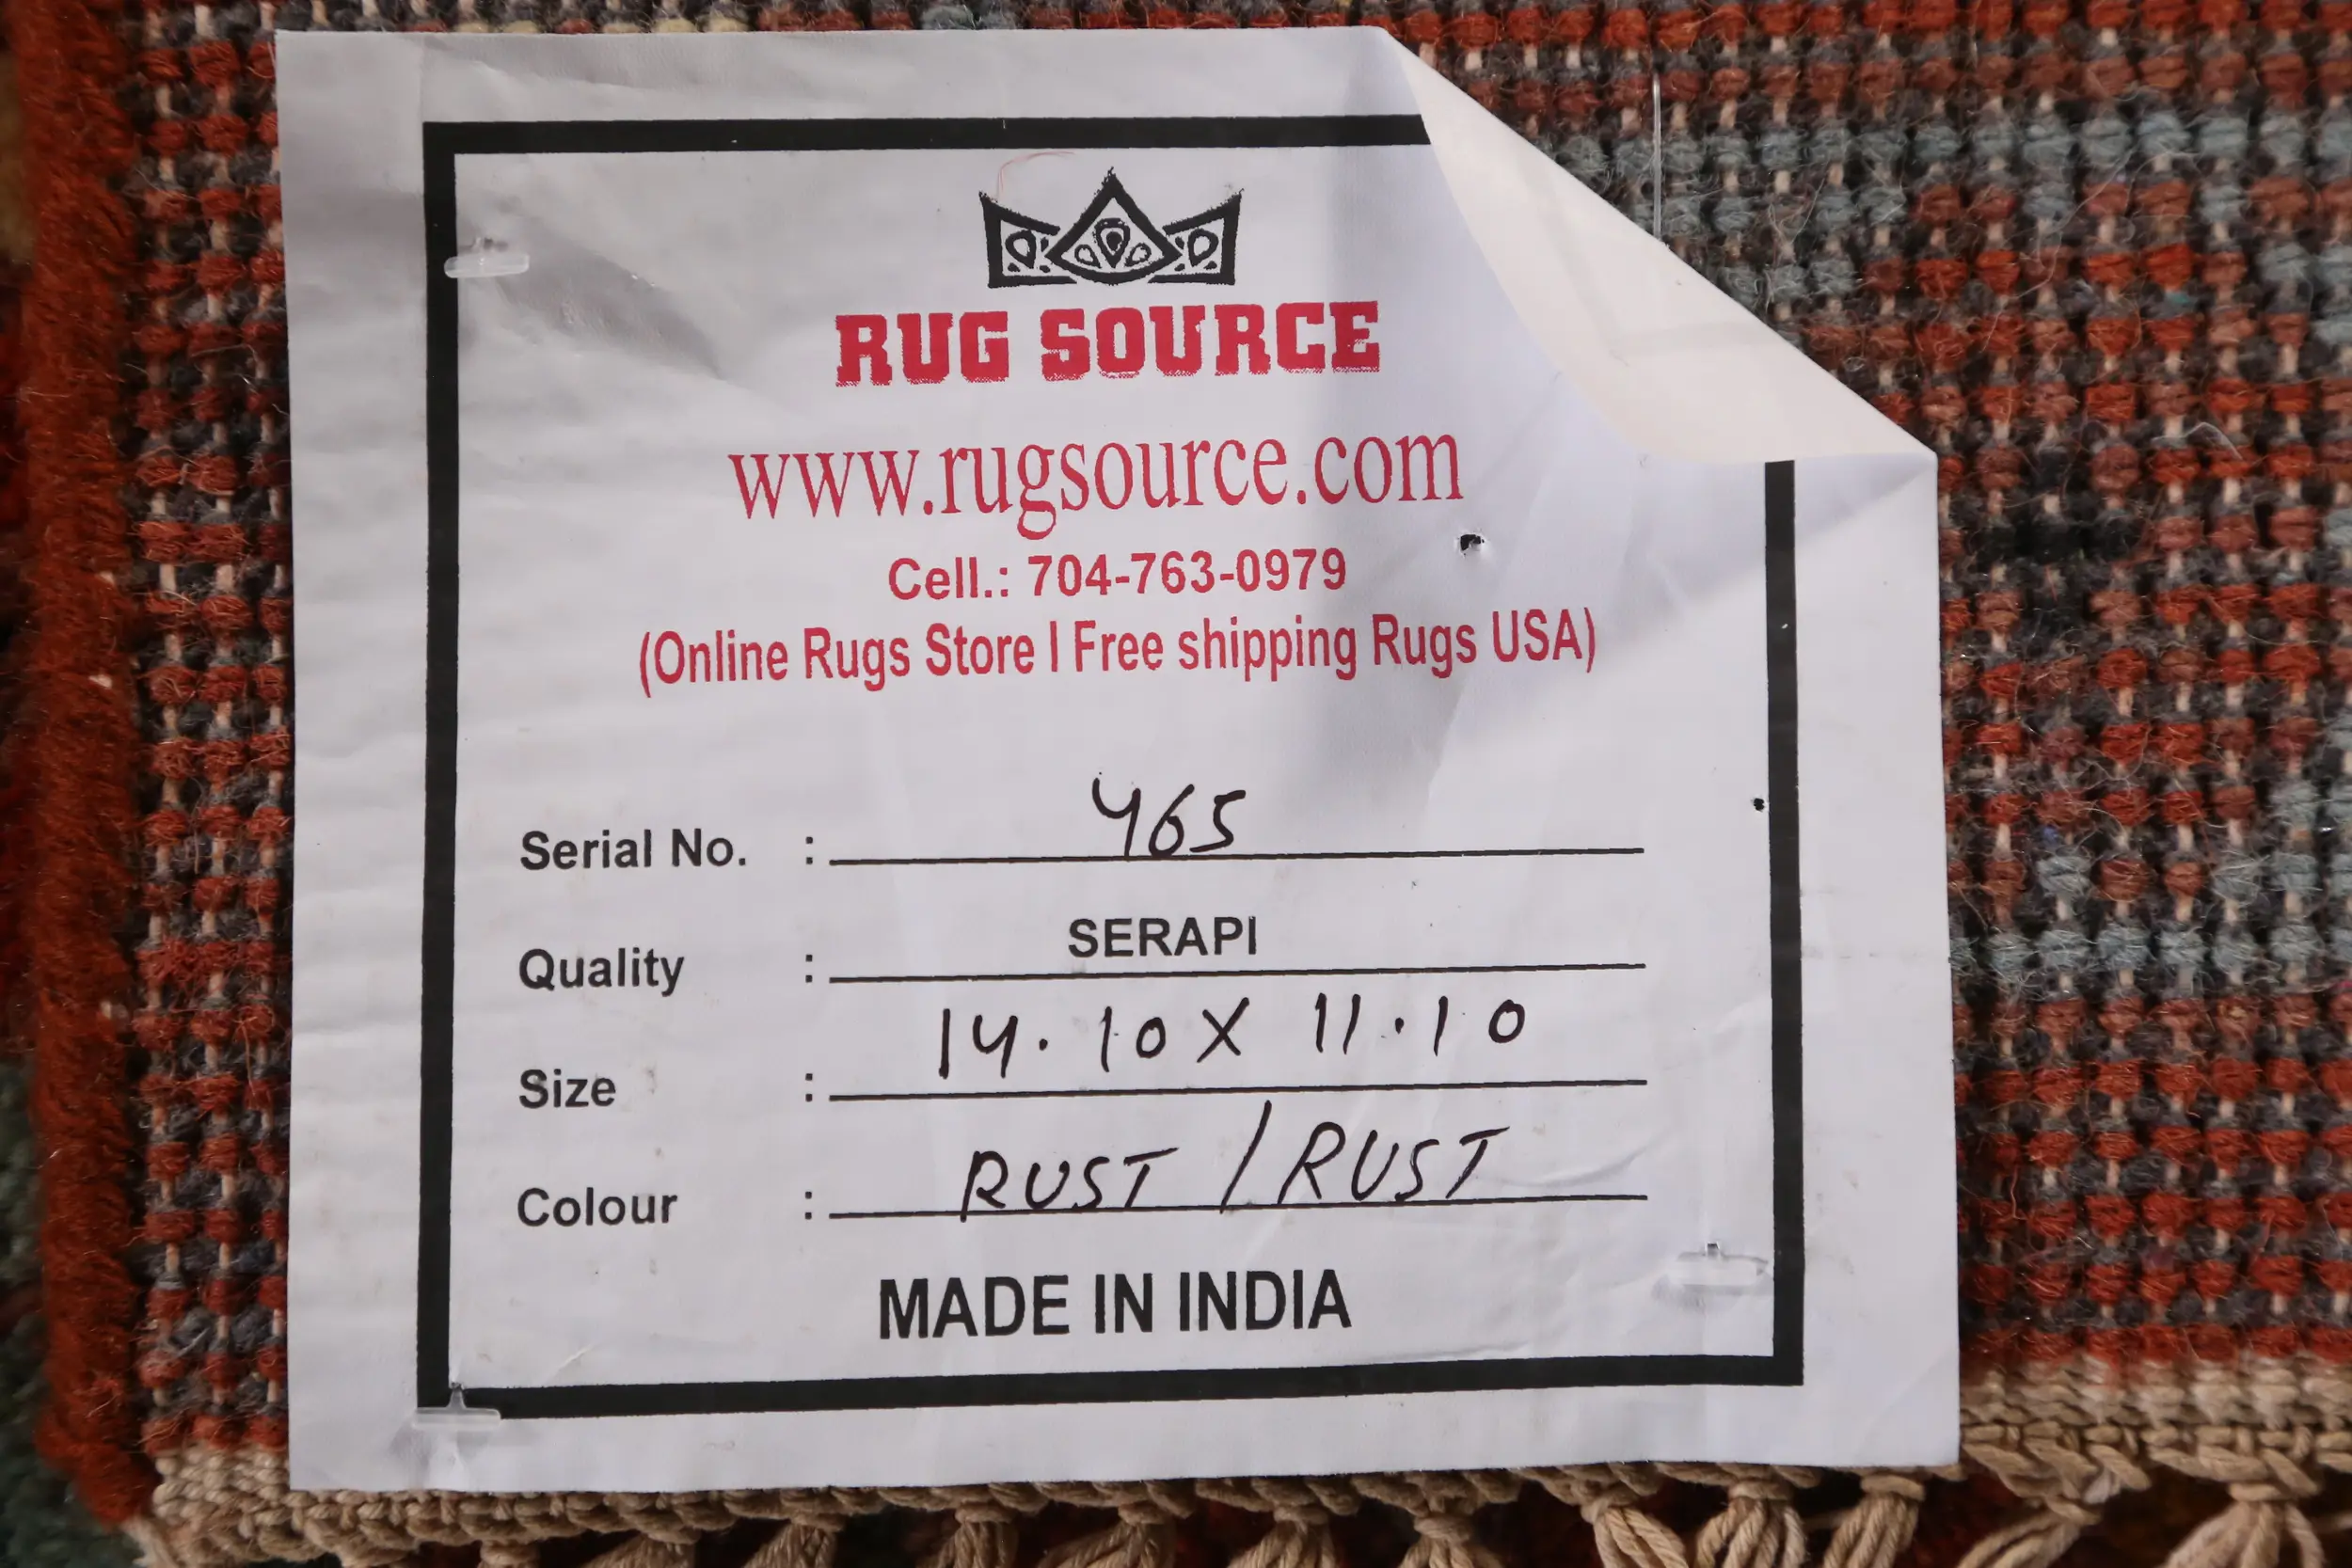 RUG SOURCE
www.rugsource.com
Cell.: 704-763-0979
(Online Rugs Store I Free shipping Rugs USA)
Serial No. : 465
Quality : SERAPI
Size : 14.10 X 11.10
Colour : RUST / RUST
MADE IN INDIA